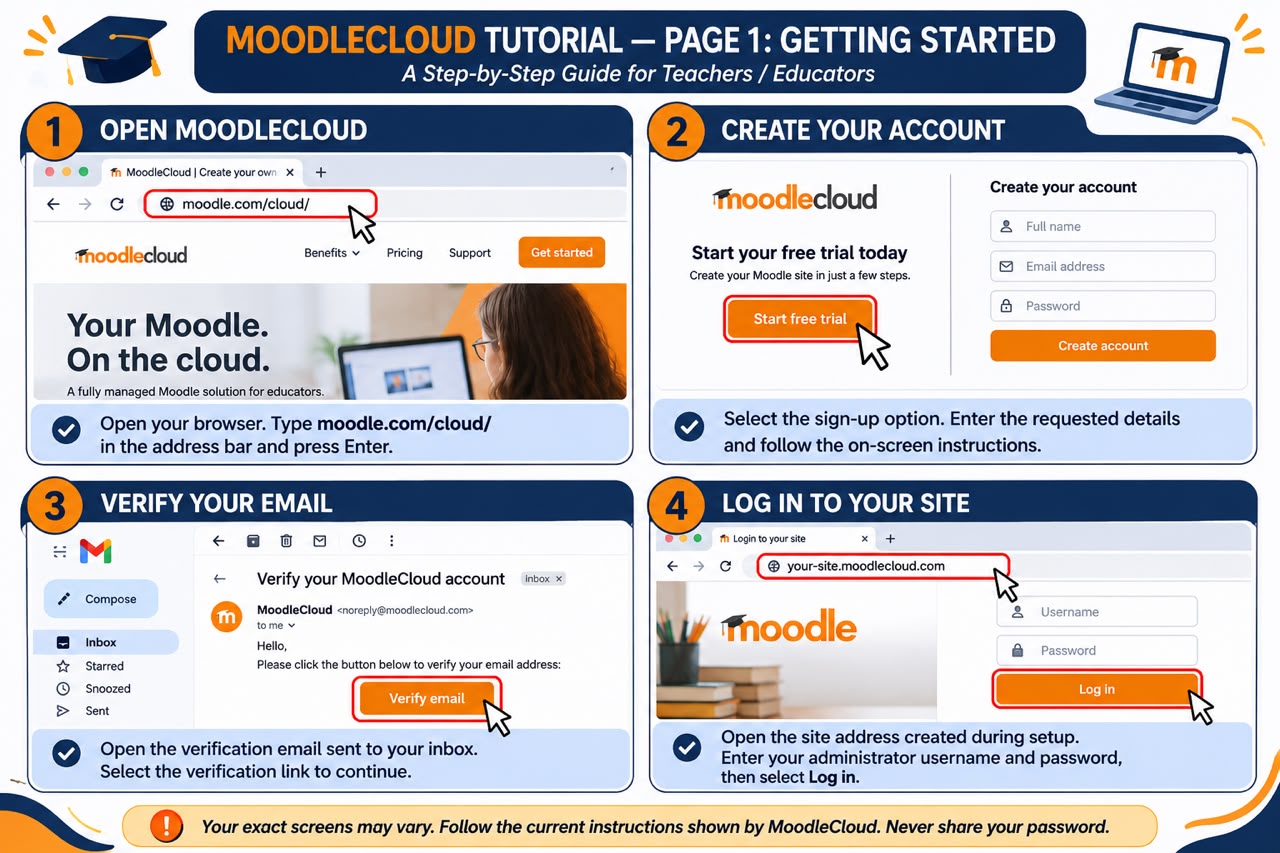 MOODLECLOUD TUTORIAL — PAGE 1: GETTING STARTED
A Step-by-Step Guide for Teachers / Educators
m
1 OPEN MOODLECLOUD
MoodleCloud | Create your own
moodle.com/cloud/
moodlecloud
Benefits Pricing Support Get started
Your Moodle.
On the cloud.
A fully managed Moodle solution for educators.
Open your browser. Type moodle.com/cloud/
in the address bar and press Enter.
2 CREATE YOUR ACCOUNT
moodlecloud
Start your free trial today
Create your Moodle site in just a few steps.
Start free trial
Create your account
Full name
Email address
Password
Create account
Select the sign-up option. Enter the requested details
and follow the on-screen instructions.
3 VERIFY YOUR EMAIL
Compose
Inbox
Starred
Snoozed
Sent
Verify your MoodleCloud account inbox ×
m
MoodleCloud <noreply@moodlecloud.com>
to me
Hello,
Please click the button below to verify your email address:
Verify email
Open the verification email sent to your inbox.
Select the verification link to continue.
4 LOG IN TO YOUR SITE
Login to your site
your-site.moodlecloud.com
moodle
Username
Password
Log in
Open the site address created during setup.
Enter your administrator username and password,
then select Log in.
Your exact screens may vary. Follow the current instructions shown by MoodleCloud. Never share your password.